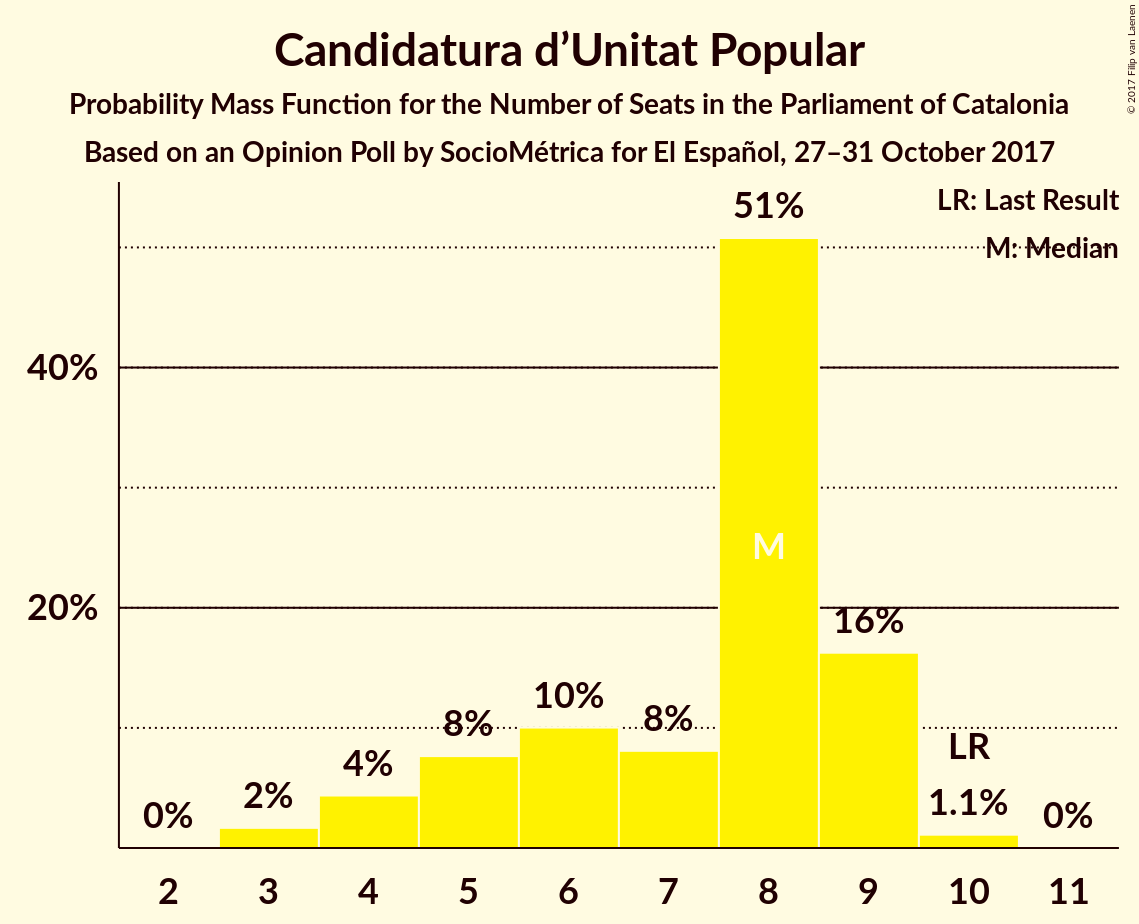 Candidatura d’Unitat Popular
Probability Mass Function for the Number of Seats in the Parliament of Catalonia
Based on an Opinion Poll by SocioMétrica for El Español, 27–31 October 2017
© 2017 Filip van Laenen
LR: Last Result
M: Median
40%
20%
0%
2%
4%
8%
10%
8%
51%
M
16%
LR
1.1%
0%
2 3 4 5 6 7 8 9 10 11